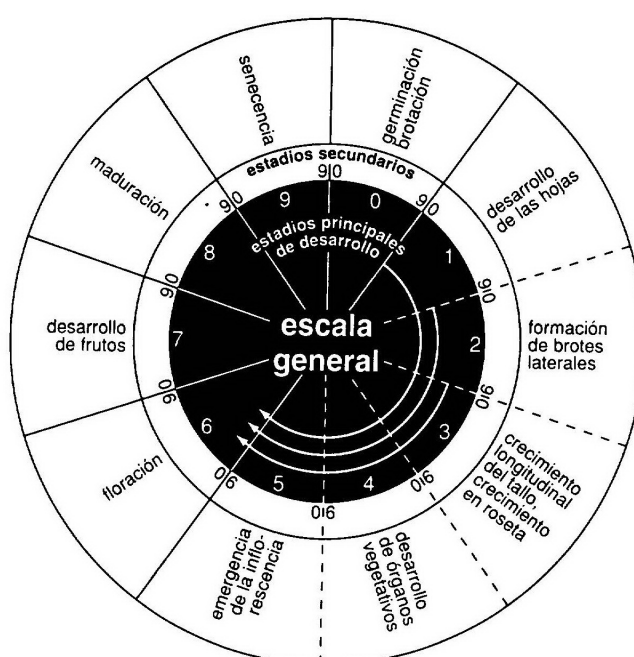 senecencia
germinación
brotación
maduración
estadios secundarios
desarrollo
de las hojas
9 0
9 0
9 0
9
0
estadios principales
de desarrollo
8
1
9 0
9 0
desarrollo
de frutos
7
escala
general
2
formación
de brotes
laterales
9 0
9 0
6
3
crecimiento
longitudinal
del tallo,
crecimiento
en roseta
floración
5
4
9 0
9 0
9 0
emergencia
de la inflo-
rescencia
desarrollo
de órganos
vegetativos